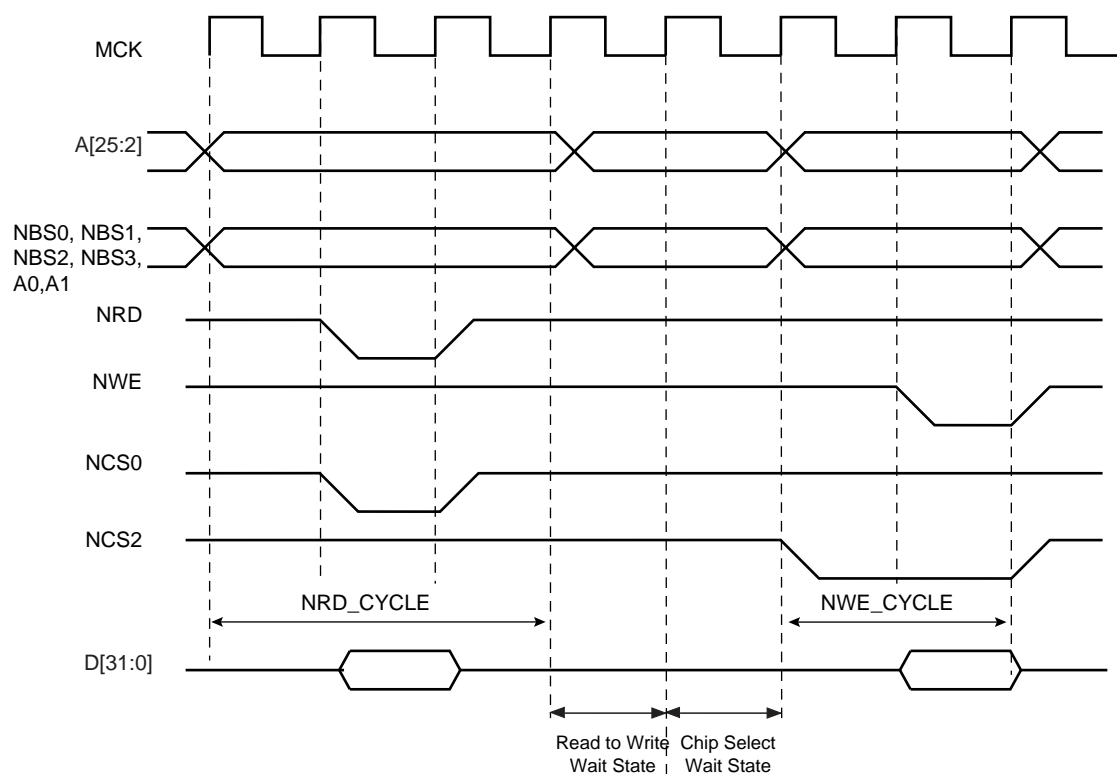 MCK
A[25:2]
NBS0, NBS1,
NBS2, NBS3,
A0,A1
NRD
NWE
NCS0
NCS2
NRD_CYCLE
NWE_CYCLE
D[31:0]
Read to Write
Wait State
Chip Select
Wait State